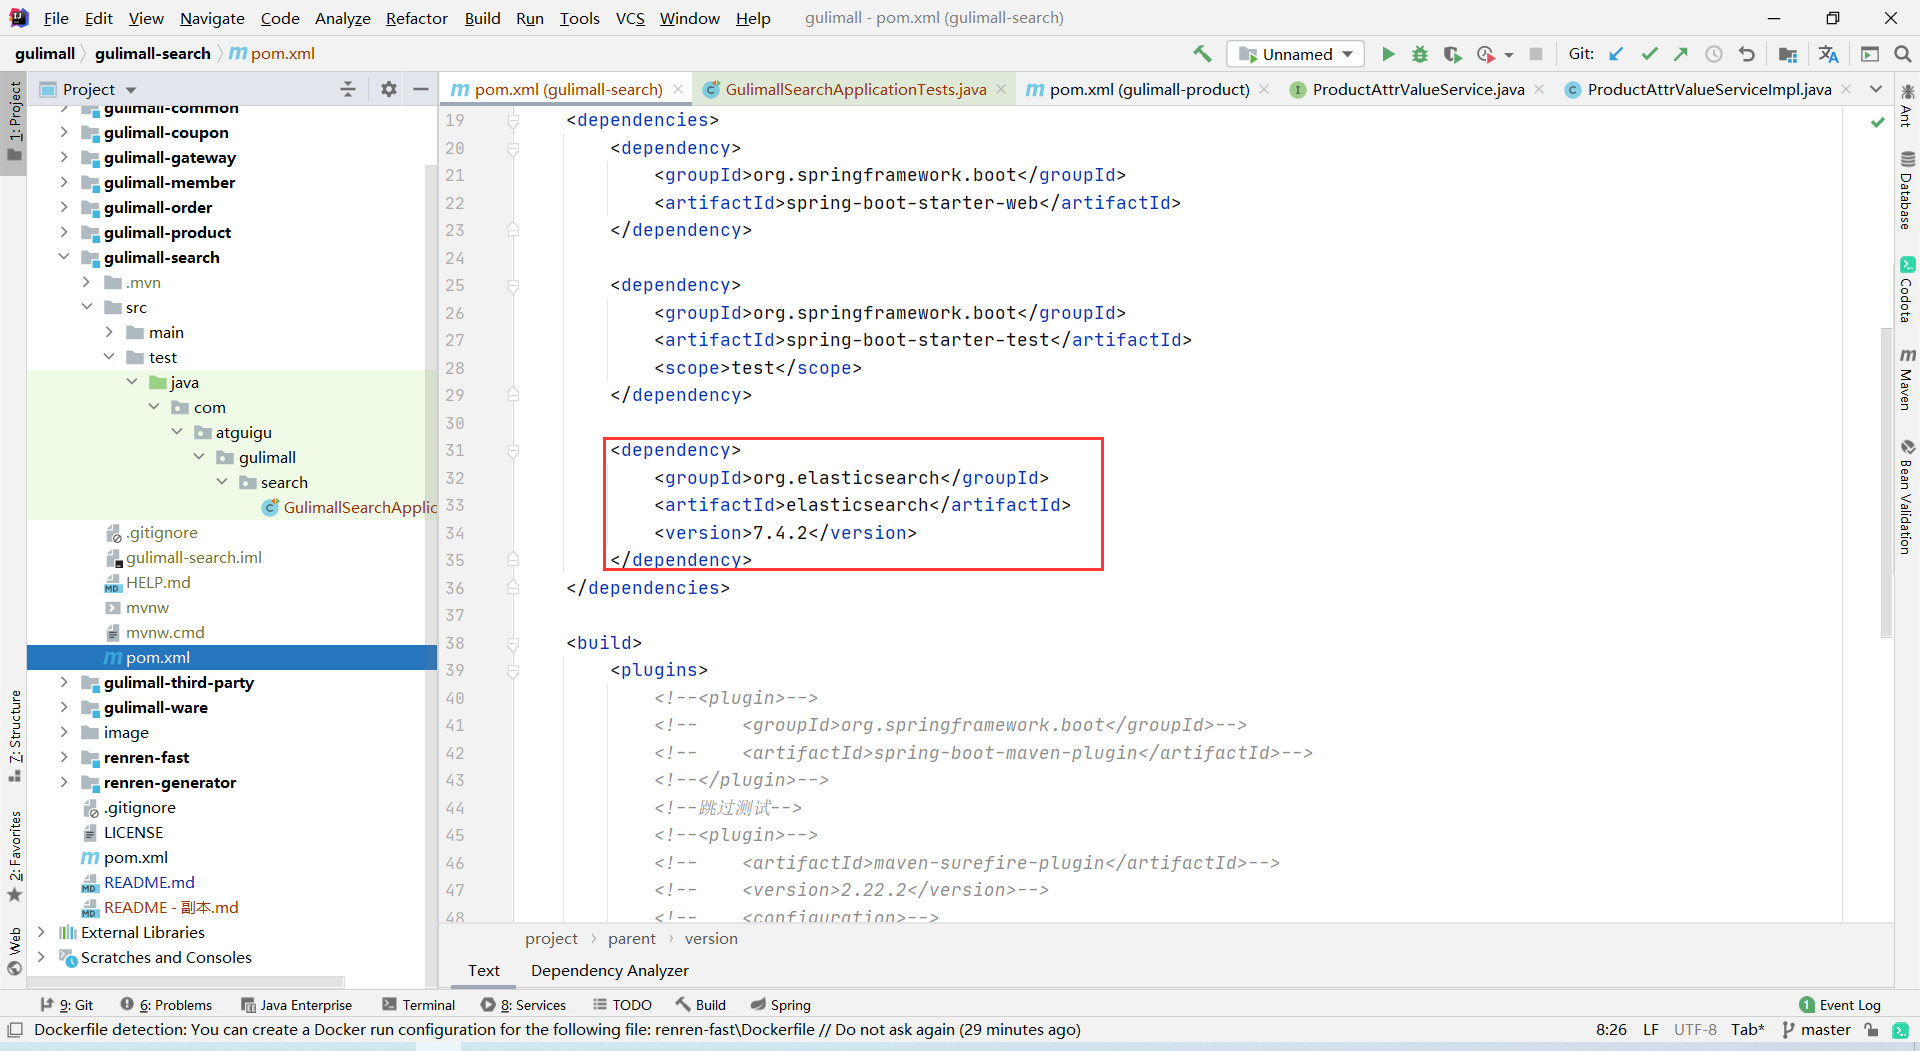 File Edit View Navigate Code Analyze Refactor Build Run Tools VCS Window Help gulimall - pom.xml (gulimall-search)
gulimall gulimall-search pom.xml
Unnamed
Git:
Project
pom.xml (gulimall-search)
GulimallSearchApplicationTests.java
pom.xml (gulimall-product)
ProductAttrValueService.java
ProductAttrValueServiceImpl.java
1: Project
7: Structure
2: Favorites
Web
gulimall-common
gulimall-coupon
gulimall-gateway
gulimall-member
gulimall-order
gulimall-product
gulimall-search
.mvn
src
main
test
java
com
atguigu
gulimall
search
GulimallSearchApplic
.gitignore
gulimall-search.iml
HELP.md
mvnw
mvnw.cmd
pom.xml
gulimall-third-party
gulimall-ware
image
renren-fast
renren-generator
.gitignore
LICENSE
pom.xml
README.md
README - 副本.md
External Libraries
Scratches and Consoles
19 <dependencies>
20 <dependency>
21 <groupId>org.springframework.boot</groupId>
22 <artifactId>spring-boot-starter-web</artifactId>
23 </dependency>
24
25 <dependency>
26 <groupId>org.springframework.boot</groupId>
27 <artifactId>spring-boot-starter-test</artifactId>
28 <scope>test</scope>
29 </dependency>
30
31 <dependency>
32 <groupId>org.elasticsearch</groupId>
33 <artifactId>elasticsearch</artifactId>
34 <version>7.4.2</version>
35 </dependency>
36 </dependencies>
37
38 <build>
39 <plugins>
40 <!--<plugin>-->
41 <!-- <groupId>org.springframework.boot</groupId>-->
42 <!-- <artifactId>spring-boot-maven-plugin</artifactId>-->
43 <!--</plugin>-->
44 <!--跳过测试-->
45 <!--<plugin>-->
46 <!-- <artifactId>maven-surefire-plugin</artifactId>-->
47 <!-- <version>2.22.2</version>-->
48 <!-- <configuration>-->
project parent version
Text Dependency Analyzer
Ant
Database
Codota
Maven
Bean Validation
9: Git 6: Problems Java Enterprise Terminal 8: Services TODO Build Spring 1 Event Log
Dockerfile detection: You can create a Docker run configuration for the following file: renren-fast\Dockerfile // Do not ask again (29 minutes ago) 8:26 LF UTF-8 Tab* master